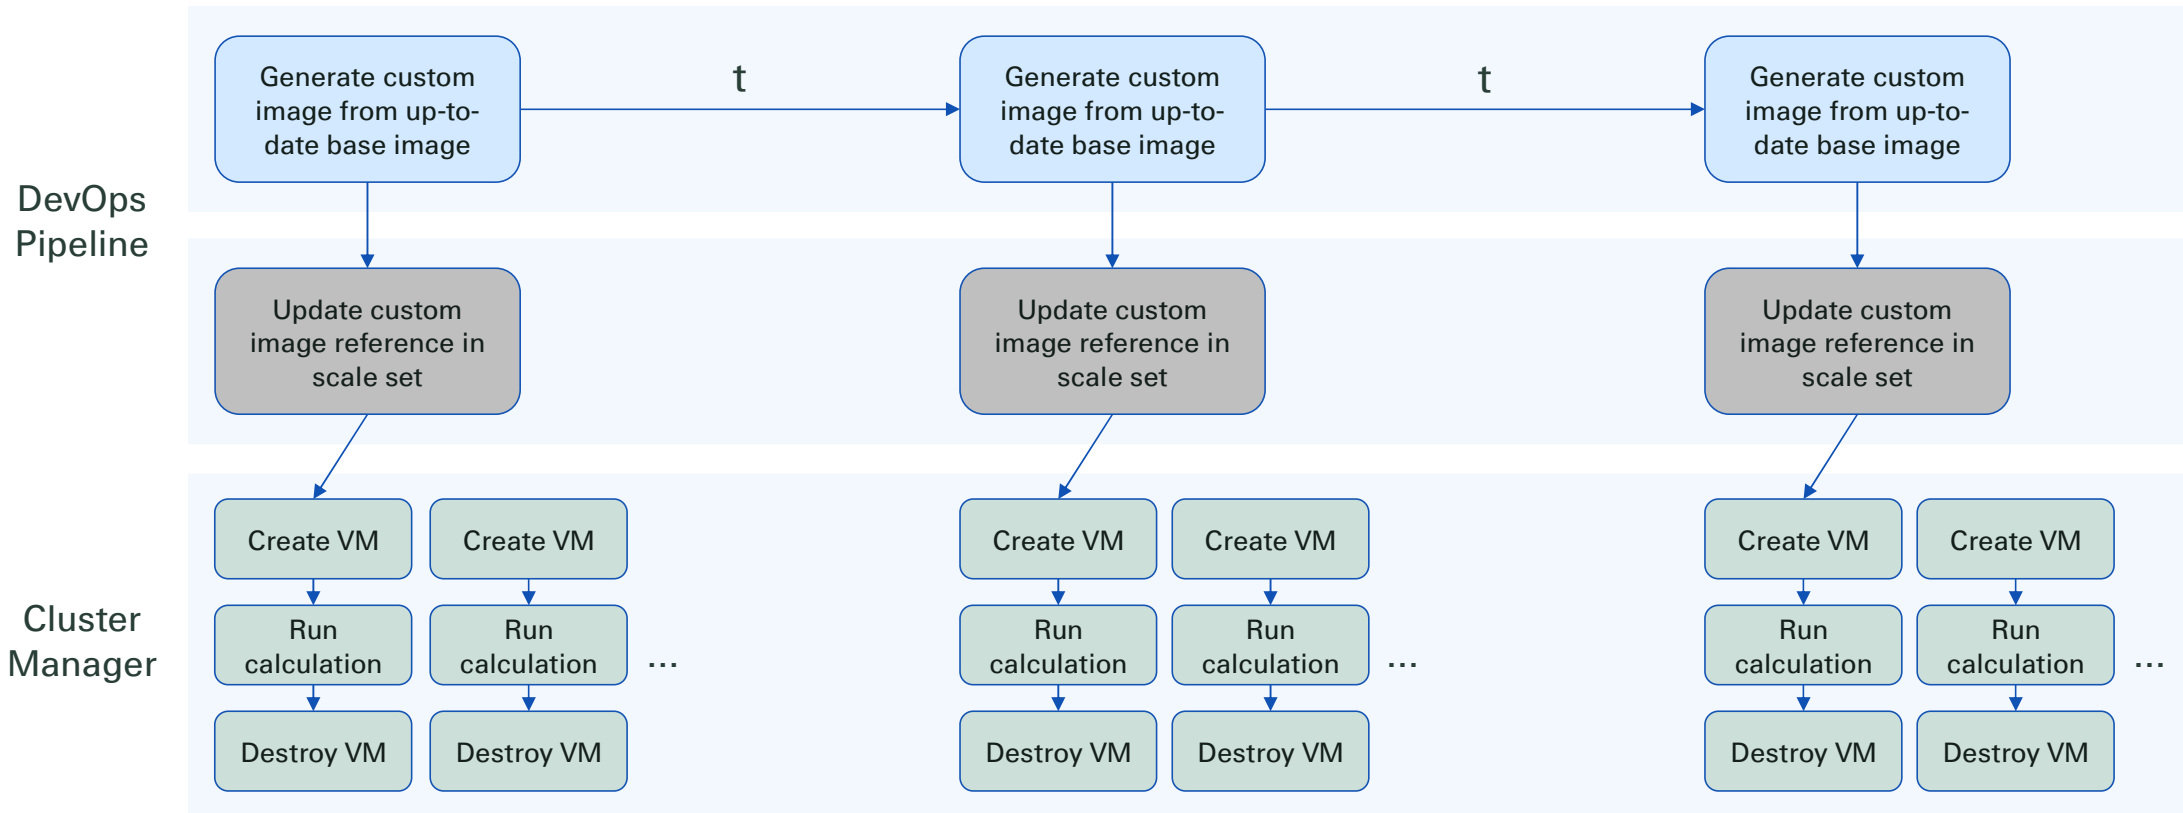 DevOps
Pipeline
Generate custom
image from up-to-
date base image
t
Generate custom
image from up-to-
date base image
t
Generate custom
image from up-to-
date base image
Update custom
image reference in
scale set
Update custom
image reference in
scale set
Update custom
image reference in
scale set
Cluster
Manager
Create VM
Run
calculation
Destroy VM
Create VM
Run
calculation
Destroy VM
...
Create VM
Run
calculation
Destroy VM
Create VM
Run
calculation
Destroy VM
...
Create VM
Run
calculation
Destroy VM
Create VM
Run
calculation
Destroy VM
...